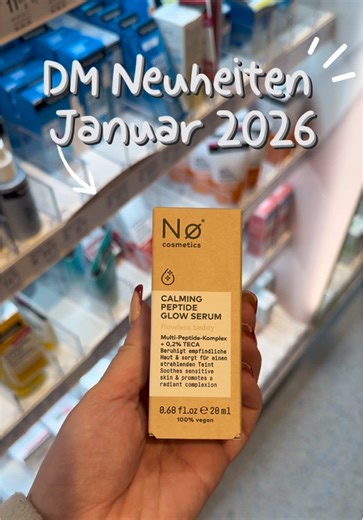 DM Neuheiten
Januar 2026
NØ
cosmetics
CALMING
PEPTIDE
GLOW SERUM
flawless today
Multi-Peptide-Komplex
+ 0,2% TECA
Beruhigt empfindliche
Haut & sorgt für einen
strahlenden Teint
Soothes sensitive
skin & promotes a
radiant complexion
0.68 fl.oz ℮ 20 ml
100% vegan